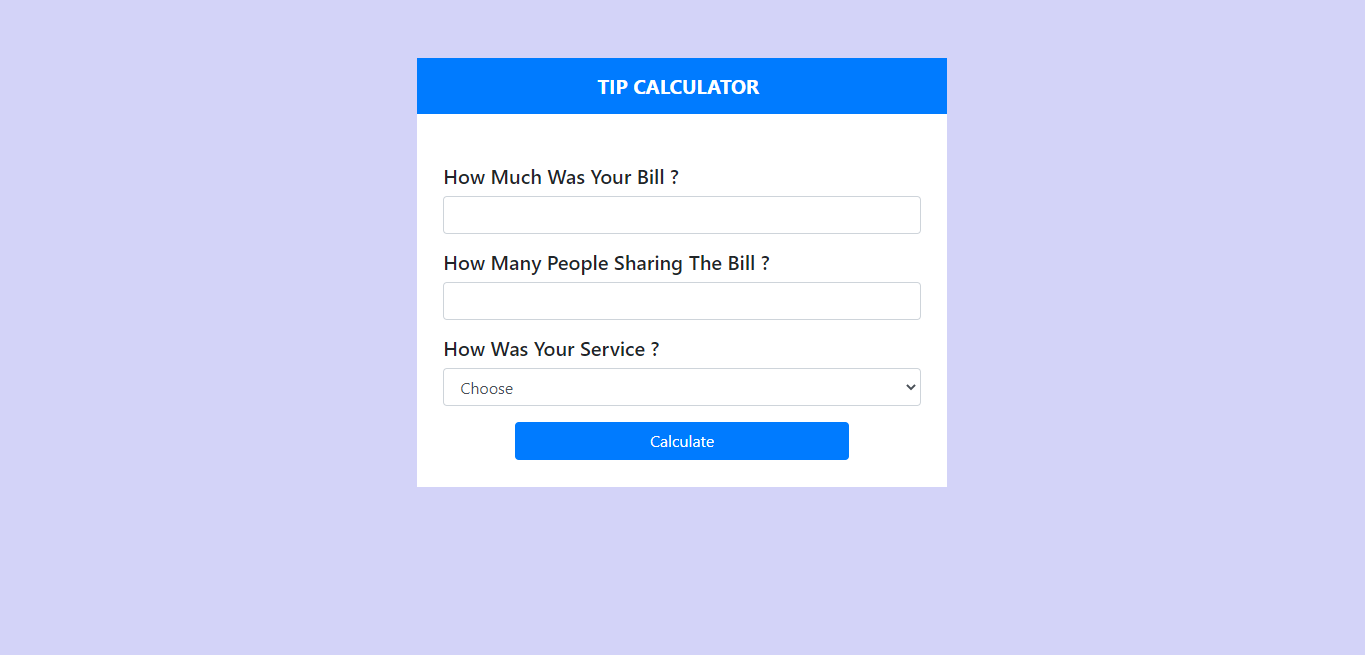 TIP CALCULATOR
How Much Was Your Bill ?
How Many People Sharing The Bill ?
How Was Your Service ?
Choose
Calculate